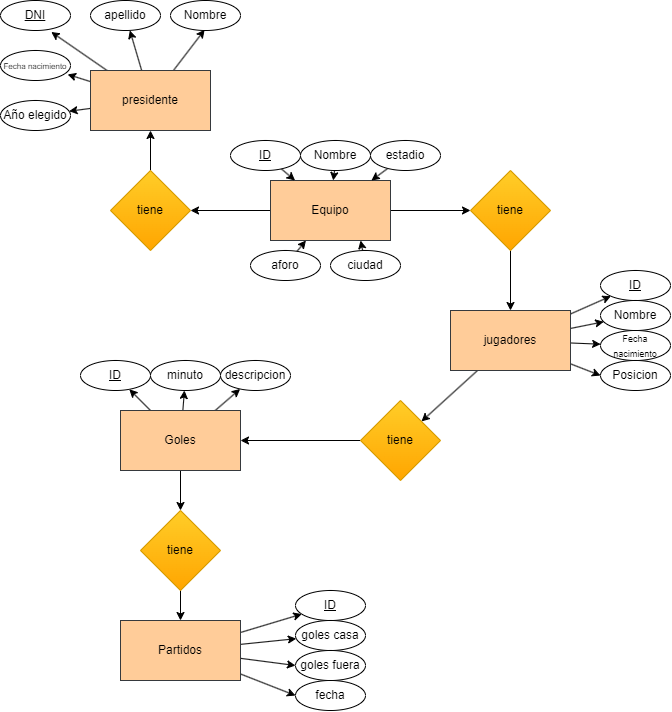 DNI
apellido
Nombre
Fecha nacimiento
Año elegido
presidente
tiene
ID
Nombre
estadio
Equipo
aforo
ciudad
tiene
ID
Nombre
Fecha
nacimiento
Posicion
jugadores
ID
minuto
descripcion
Goles
tiene
tiene
ID
goles casa
goles fuera
fecha
Partidos